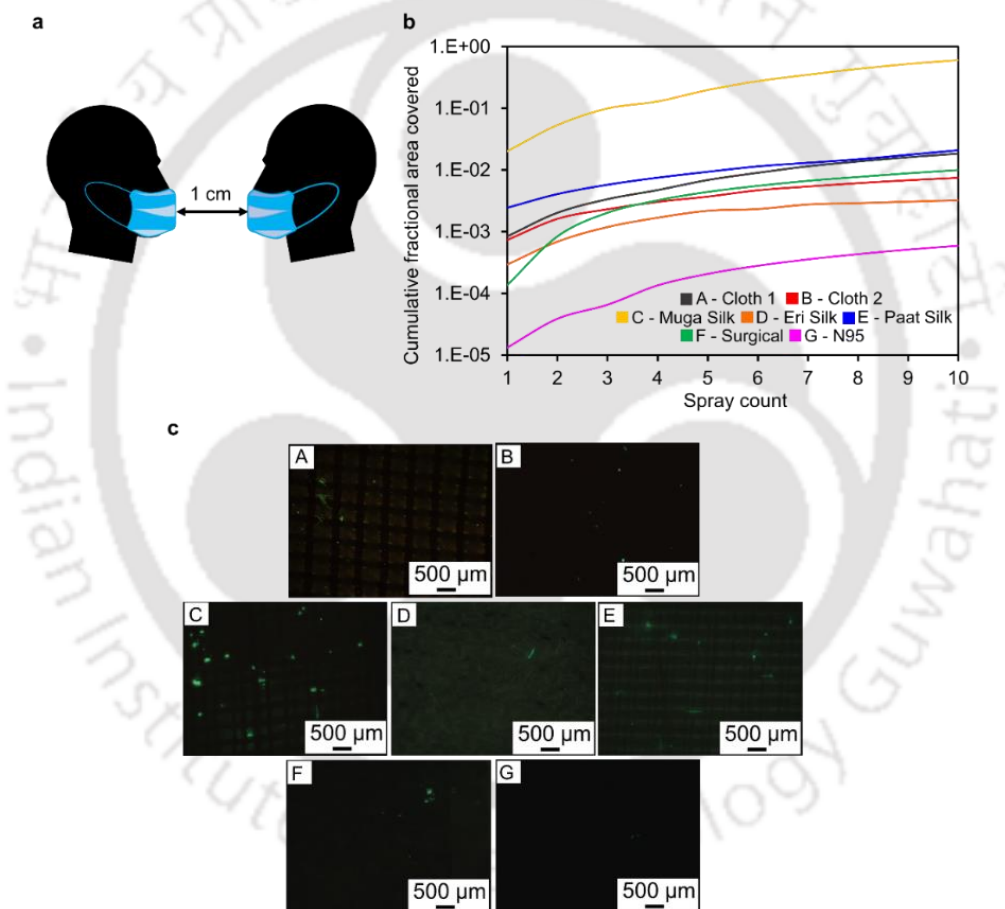 a
1 cm
b
Cumulative fractional area covered
1.E+00
1.E-01
1.E-02
1.E-03
1.E-04
1.E-05
A - Cloth 1 B - Cloth 2
C - Muga Silk D - Eri Silk E - Paat Silk
F - Surgical G - N95
1 2 3 4 5 6 7 8 9 10
Spray count
c
A
500 µm
B
500 µm
C
500 µm
D
500 µm
E
500 µm
F
500 µm
G
500 µm
Indian Institute Technology Guwahati